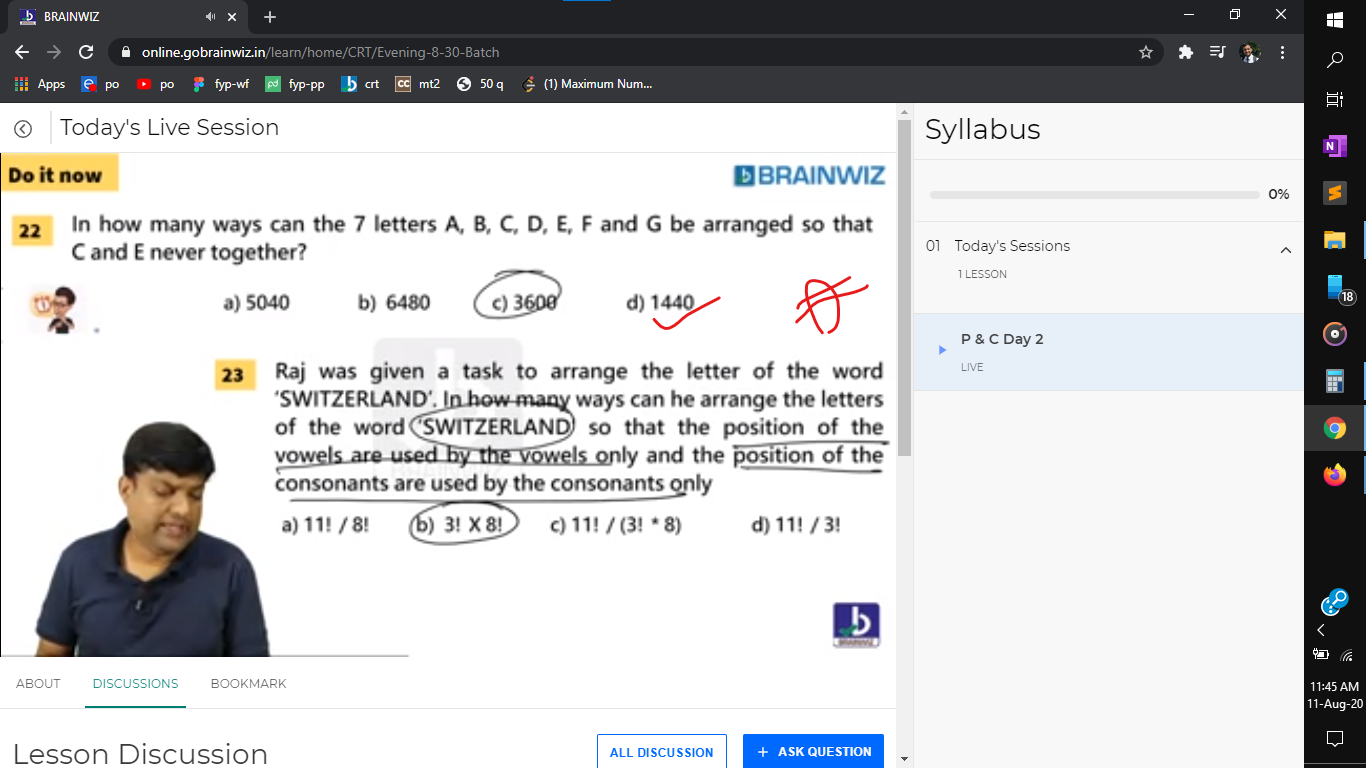 BRAINWIZ
online.gobrainwiz.in/learn/home/CRT/Evening-8-30-Batch
Apps po po fyp-wf fyp-pp crt mt2 50 q (1) Maximum Num...
Today's Live Session
Do it now
BRAINWIZ
22 In how many ways can the 7 letters A, B, C, D, E, F and G be arranged so that
C and E never together?
a) 5040 b) 6480 c) 3600 d) 1440
23 Raj was given a task to arrange the letter of the word
'SWITZERLAND'. In how many ways can he arrange the letters
of the word 'SWITZERLAND so that the position of the
vowels are used by the vowels only and the position of the
consonants are used by the consonants only
a) 11! / 8! (b) 3! X 8! c) 11! / (3! * 8) d) 11! / 3!
BRAINWIZ
ABOUT DISCUSSIONS BOOKMARK
Lesson Discussion
ALL DISCUSSION
+ ASK QUESTION
Syllabus
0%
01 Today's Sessions
1 LESSON
P & C Day 2
LIVE
18
11:45 AM
11-Aug-20